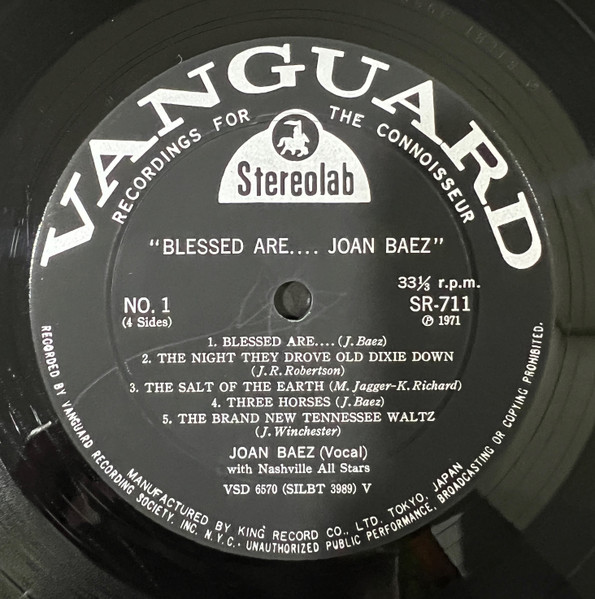 VANGUARD
RECORDINGS FOR THE CONNOISSEUR
Stereolab
"BLESSED ARE.... JOAN BAEZ"
33⅓ r.p.m.
NO. 1 SR-711
(4 Sides) ℗ 1971
1. BLESSED ARE.... (J. Baez)
2. THE NIGHT THEY DROVE OLD DIXIE DOWN
(J. R. Robertson)
3. THE SALT OF THE EARTH (M. Jagger-K. Richard)
4. THREE HORSES (J. Baez)
5. THE BRAND NEW TENNESSEE WALTZ
(J. Winchester)
JOAN BAEZ (Vocal)
with Nashville All Stars
VSD 6570 (SILBT 3989) V
MANUFACTURED BY KING RECORD CO., LTD. TOKYO, JAPAN
RECORDED BY VANGUARD RECORDING SOCIETY, INC. N.Y.C. · UNAUTHORIZED PUBLIC PERFORMANCE, BROADCASTING OR COPYING PROHIBITED.